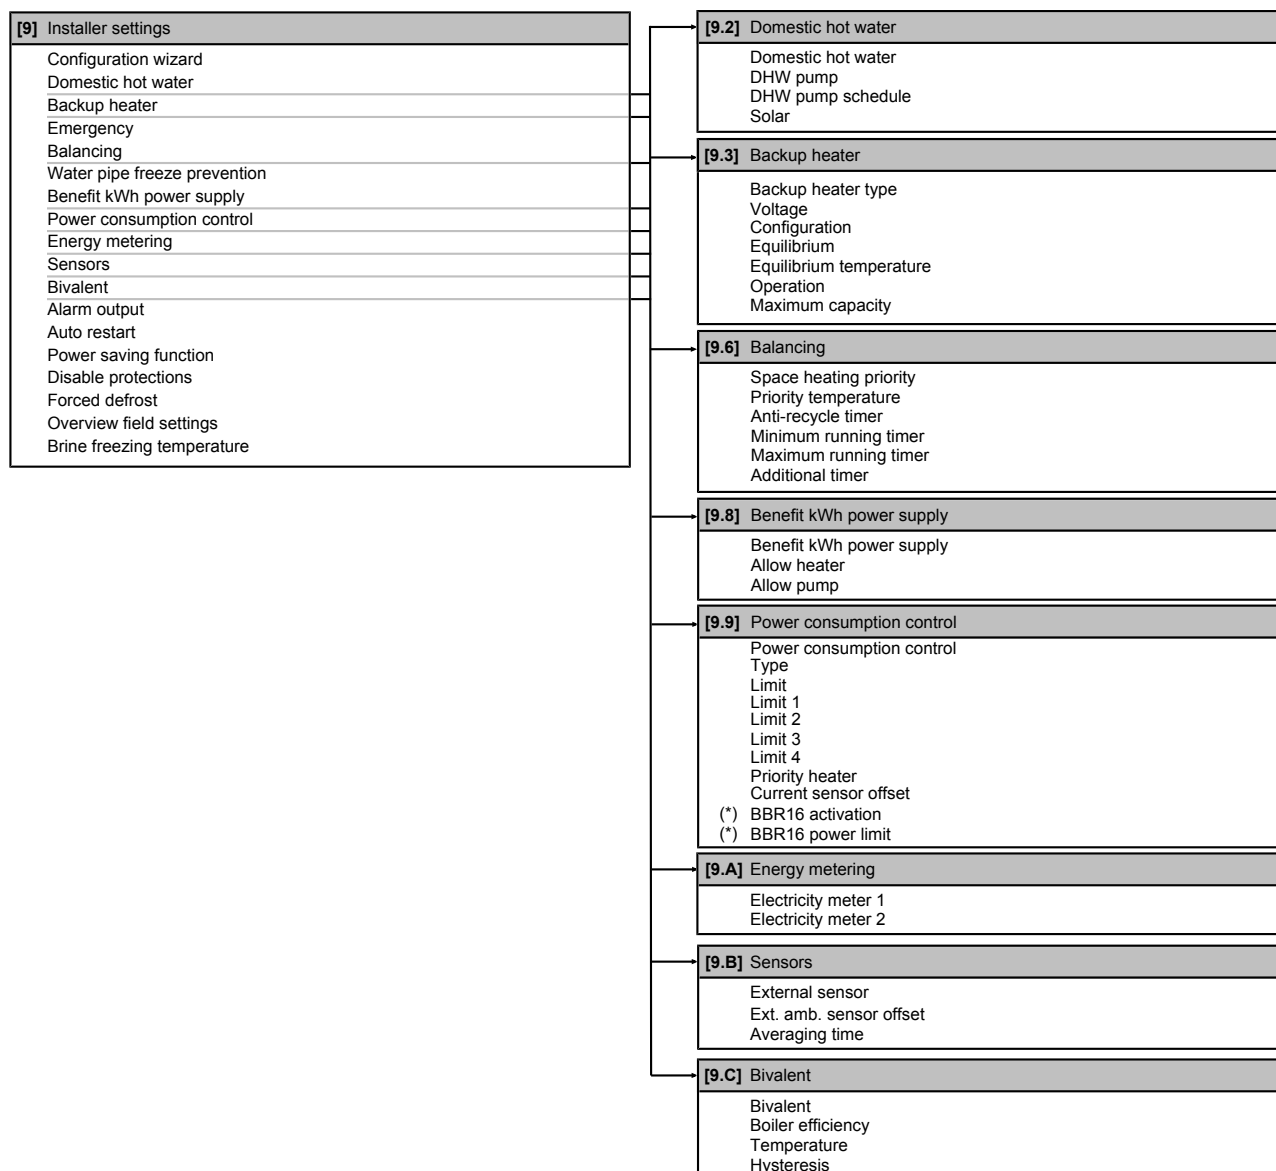 [9] Installer settings
Configuration wizard
Domestic hot water
Backup heater
Emergency
Balancing
Water pipe freeze prevention
Benefit kWh power supply
Power consumption control
Energy metering
Sensors
Bivalent
Alarm output
Auto restart
Power saving function
Disable protections
Forced defrost
Overview field settings
Brine freezing temperature
[9.2] Domestic hot water
Domestic hot water
DHW pump
DHW pump schedule
Solar
[9.3] Backup heater
Backup heater type
Voltage
Configuration
Equilibrium
Equilibrium temperature
Operation
Maximum capacity
[9.6] Balancing
Space heating priority
Priority temperature
Anti-recycle timer
Minimum running timer
Maximum running timer
Additional timer
[9.8] Benefit kWh power supply
Benefit kWh power supply
Allow heater
Allow pump
[9.9] Power consumption control
Power consumption control
Type
Limit
Limit 1
Limit 2
Limit 3
Limit 4
Priority heater
Current sensor offset
(*) BBR16 activation
(*) BBR16 power limit
[9.A] Energy metering
Electricity meter 1
Electricity meter 2
[9.B] Sensors
External sensor
Ext. amb. sensor offset
Averaging time
[9.C] Bivalent
Bivalent
Boiler efficiency
Temperature
Hysteresis